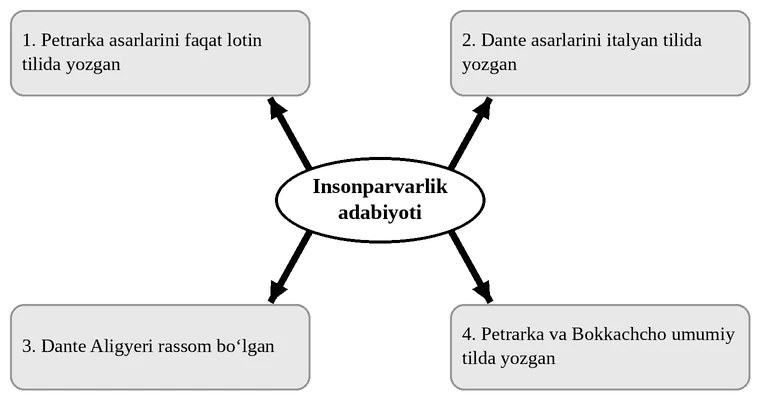 1. Petrarka asarlarini faqat lotin
tilida yozgan
2. Dante asarlarini italyan tilida
yozgan
Insonparvarlik
adabiyoti
3. Dante Aligyeri rassom bo‘lgan
4. Petrarka va Bokkachcho umumiy
tilda yozgan